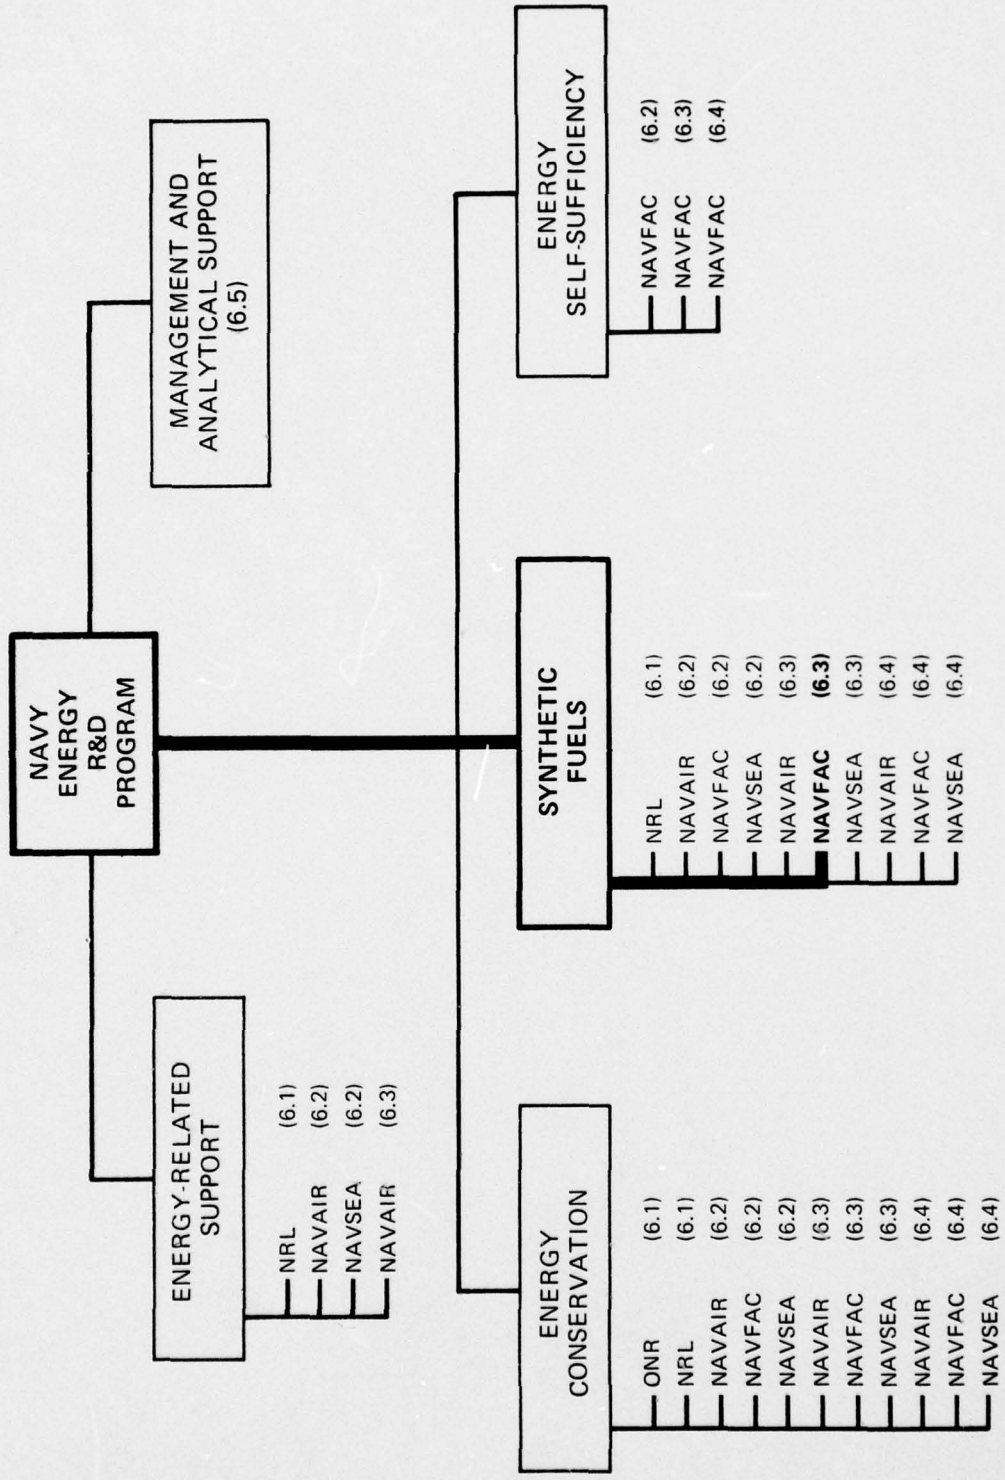 NAVY
ENERGY
R&D
PROGRAM
ENERGY-RELATED
SUPPORT
NRL (6.1)
NAVAIR (6.2)
NAVSEA (6.2)
NAVAIR (6.3)
MANAGEMENT AND
ANALYTICAL SUPPORT
(6.5)
ENERGY
CONSERVATION
ONR (6.1)
NRL (6.1)
NAVAIR (6.2)
NAVFAC (6.2)
NAVSEA (6.2)
NAVAIR (6.3)
NAVFAC (6.3)
NAVSEA (6.3)
NAVAIR (6.4)
NAVFAC (6.4)
NAVSEA (6.4)
SYNTHETIC
FUELS
NRL (6.1)
NAVAIR (6.2)
NAVFAC (6.2)
NAVSEA (6.2)
NAVAIR (6.3)
NAVFAC (6.3)
NAVSEA (6.3)
NAVAIR (6.4)
NAVFAC (6.4)
NAVSEA (6.4)
ENERGY
SELF-SUFFICIENCY
NAVFAC (6.2)
NAVFAC (6.3)
NAVFAC (6.4)